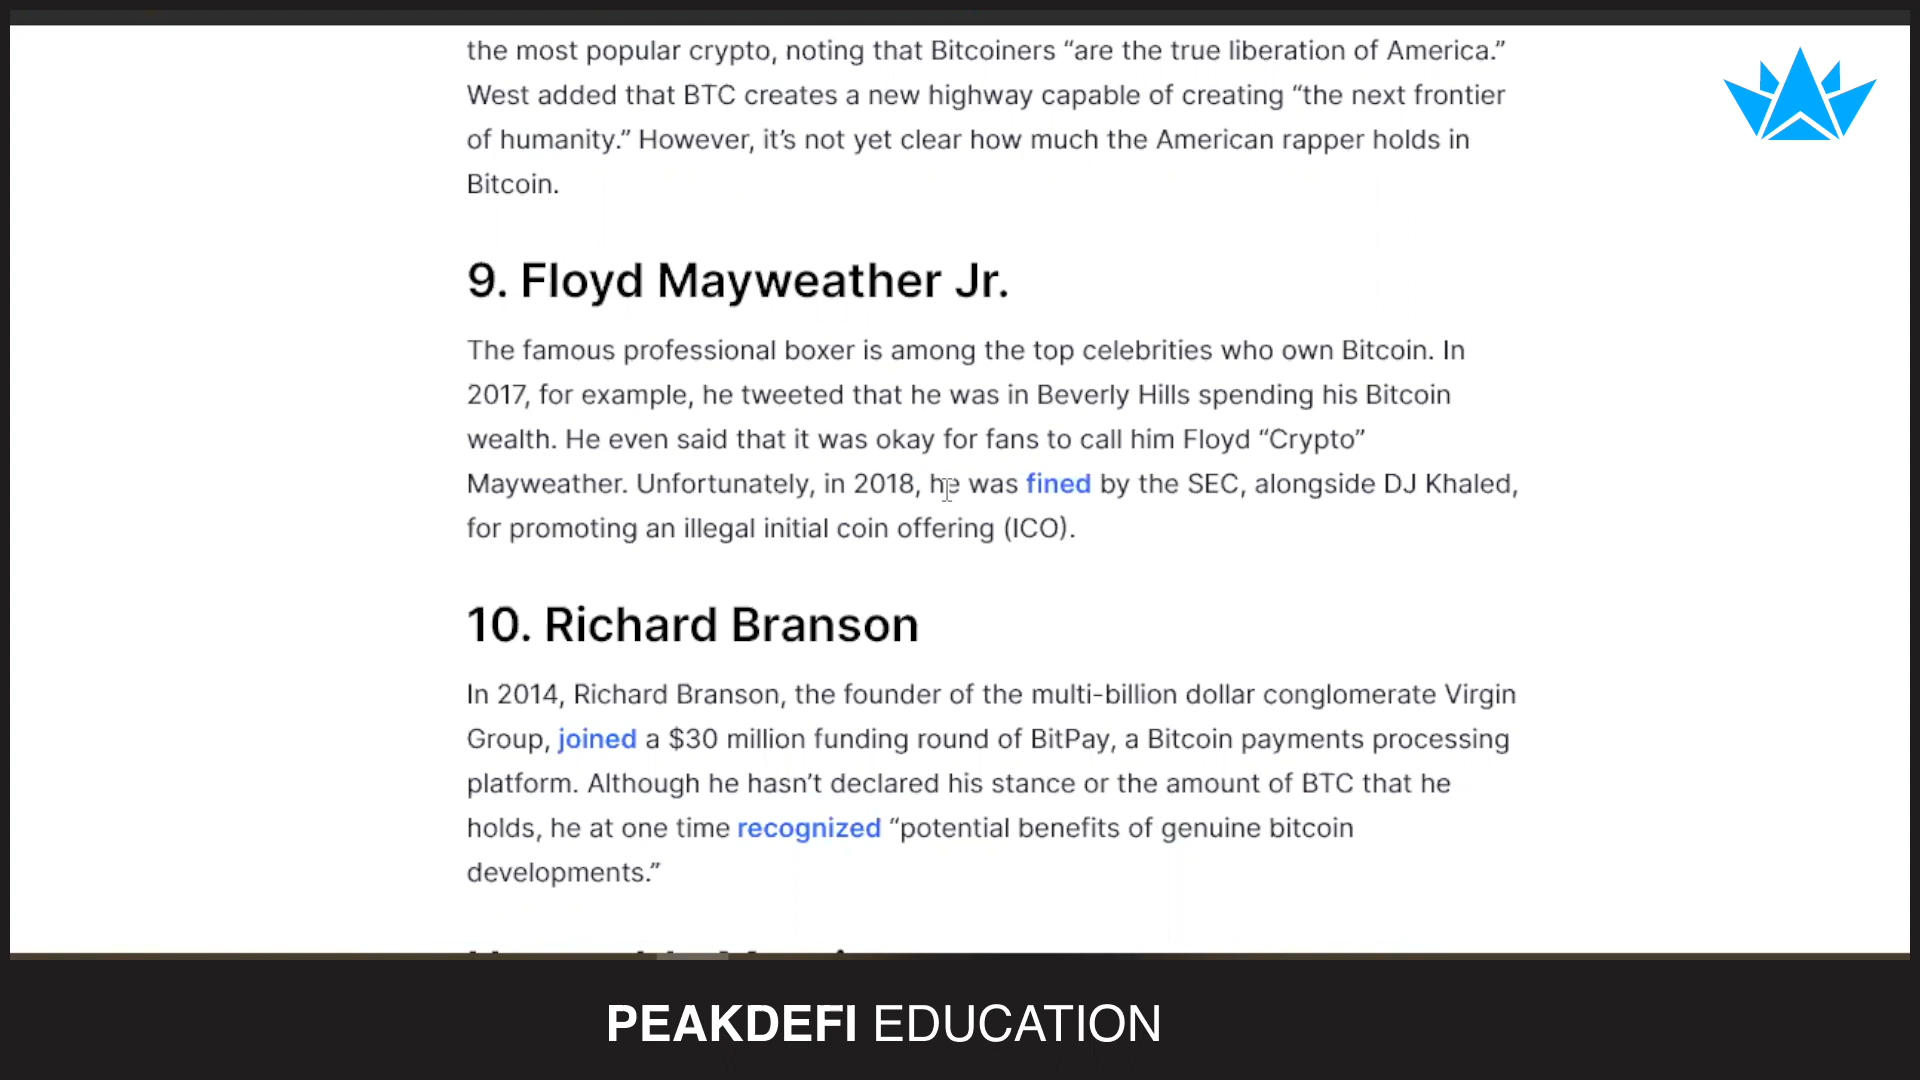 the most popular crypto, noting that Bitcoiners “are the true liberation of America.”
West added that BTC creates a new highway capable of creating “the next frontier
of humanity.” However, it’s not yet clear how much the American rapper holds in
Bitcoin.
9. Floyd Mayweather Jr.
The famous professional boxer is among the top celebrities who own Bitcoin. In
2017, for example, he tweeted that he was in Beverly Hills spending his Bitcoin
wealth. He even said that it was okay for fans to call him Floyd “Crypto”
Mayweather. Unfortunately, in 2018, he was fined by the SEC, alongside DJ Khaled,
for promoting an illegal initial coin offering (ICO).
10. Richard Branson
In 2014, Richard Branson, the founder of the multi-billion dollar conglomerate Virgin
Group, joined a $30 million funding round of BitPay, a Bitcoin payments processing
platform. Although he hasn’t declared his stance or the amount of BTC that he
holds, he at one time recognized “potential benefits of genuine bitcoin
developments.”
PEAKDEFI EDUCATION